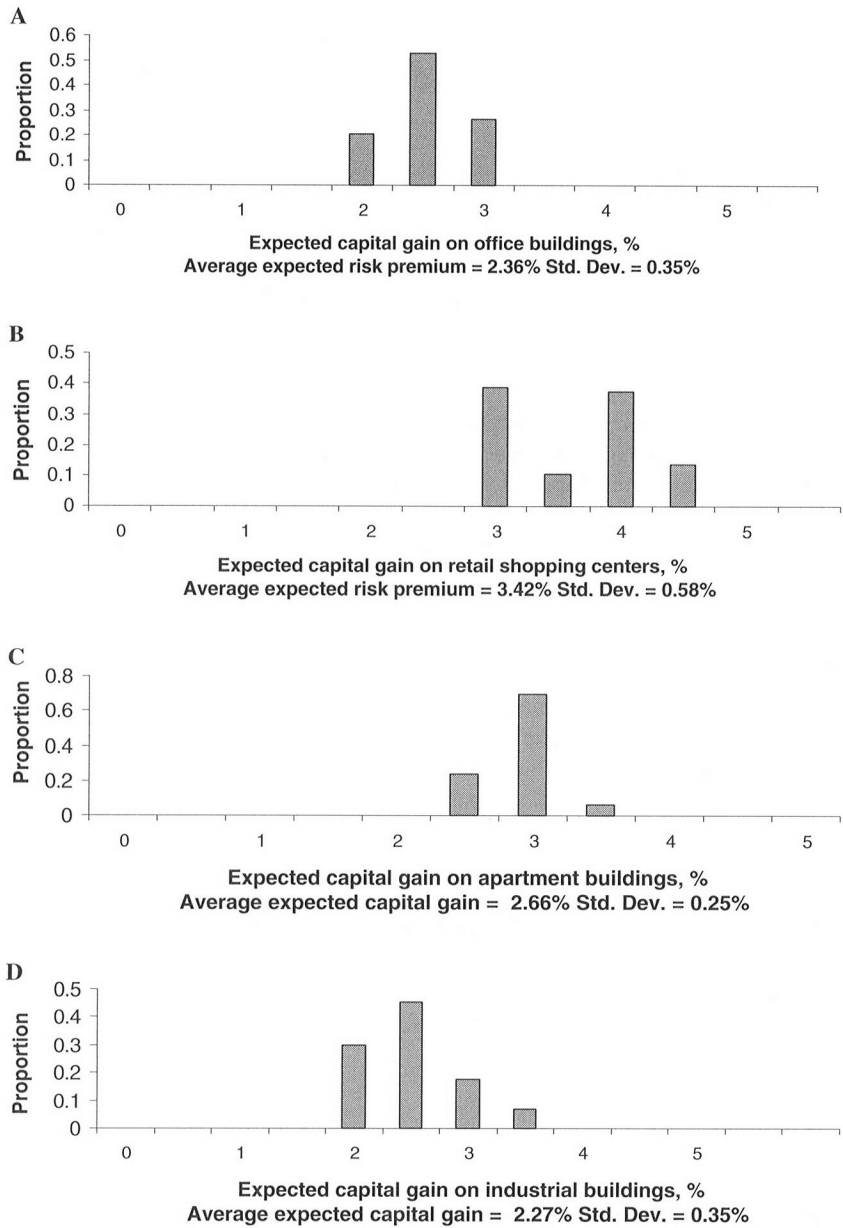 A
0.6
0.5
0.4
0.3
0.2
0.1
0
Proportion
0 1 2 3 4 5
Expected capital gain on office buildings, %
Average expected risk premium = 2.36% Std. Dev. = 0.35%
B
0.5
0.4
0.3
0.2
0.1
0
Proportion
0 1 2 3 4 5
Expected capital gain on retail shopping centers, %
Average expected risk premium = 3.42% Std. Dev. = 0.58%
C
0.8
0.6
0.4
0.2
0
Proportion
0 1 2 3 4 5
Expected capital gain on apartment buildings, %
Average expected capital gain = 2.66% Std. Dev. = 0.25%
D
0.5
0.4
0.3
0.2
0.1
0
Proportion
0 1 2 3 4 5
Expected capital gain on industrial buildings, %
Average expected capital gain = 2.27% Std. Dev. = 0.35%